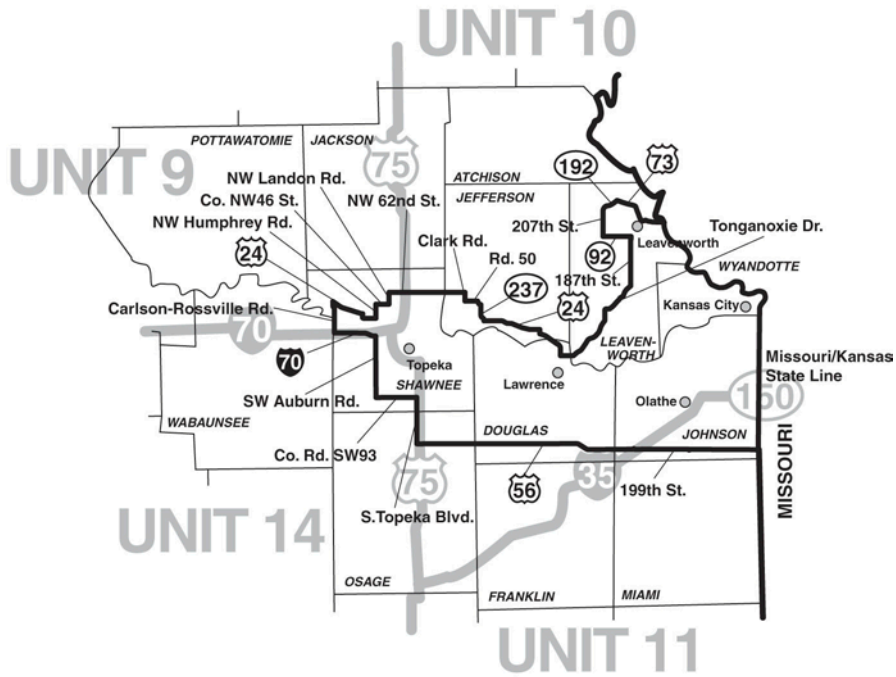 UNIT 10
POTTAWATOMIE
JACKSON
75
UNIT 9
NW Landon Rd.
Co. NW46 St.
NW Humphrey Rd.
NW 62nd St.
24
ATCHISON
JEFFERSON
192
73
207th St.
Leavenworth
Tonganoxie Dr.
Clark Rd.
Rd. 50
92
187th St.
WYANDOTTE
237
24
Kansas City
Carlson-Rossville Rd.
70
70
Topeka
SHAWNEE
LEAVEN-
WORTH
Missouri/Kansas
State Line
Lawrence
Olathe
150
SW Auburn Rd.
WABAUNSEE
DOUGLAS
JOHNSON
Co. Rd. SW93
75
56
35
199th St.
MISSOURI
UNIT 14
S.Topeka Blvd.
OSAGE
FRANKLIN
MIAMI
UNIT 11